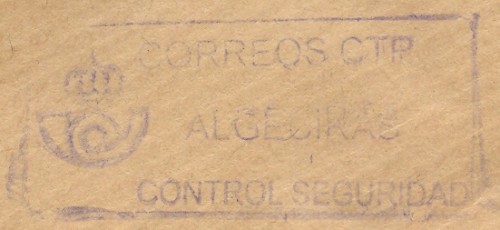 CORREOS CTP
ALGECIRAS
CONTROL SEGURIDAD